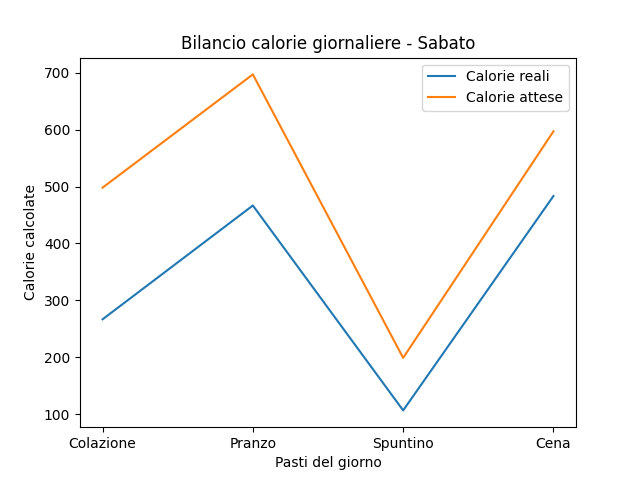 Bilancio calorie giornaliere - Sabato
Calorie reali
Calorie attese
700
600
500
400
300
200
100
Calorie calcolate
Colazione
Pranzo
Spuntino
Cena
Pasti del giorno